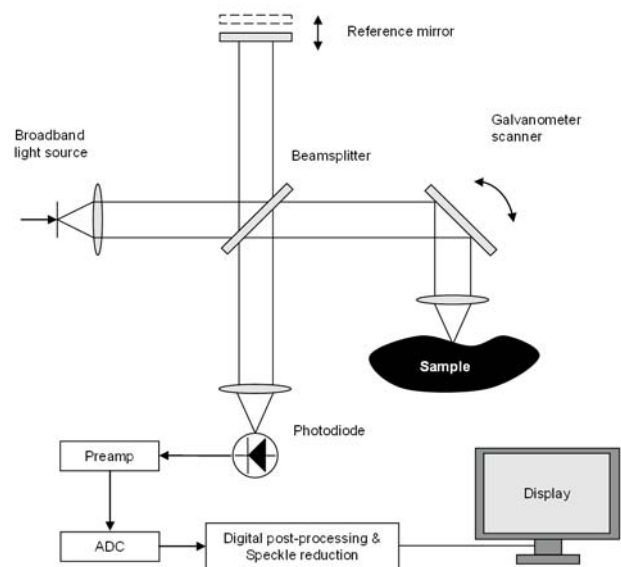 Reference mirror
Broadband
light source
Galvanometer
scanner
Beamsplitter
Sample
Photodiode
Preamp
Display
ADC
Digital post-processing &
Speckle reduction